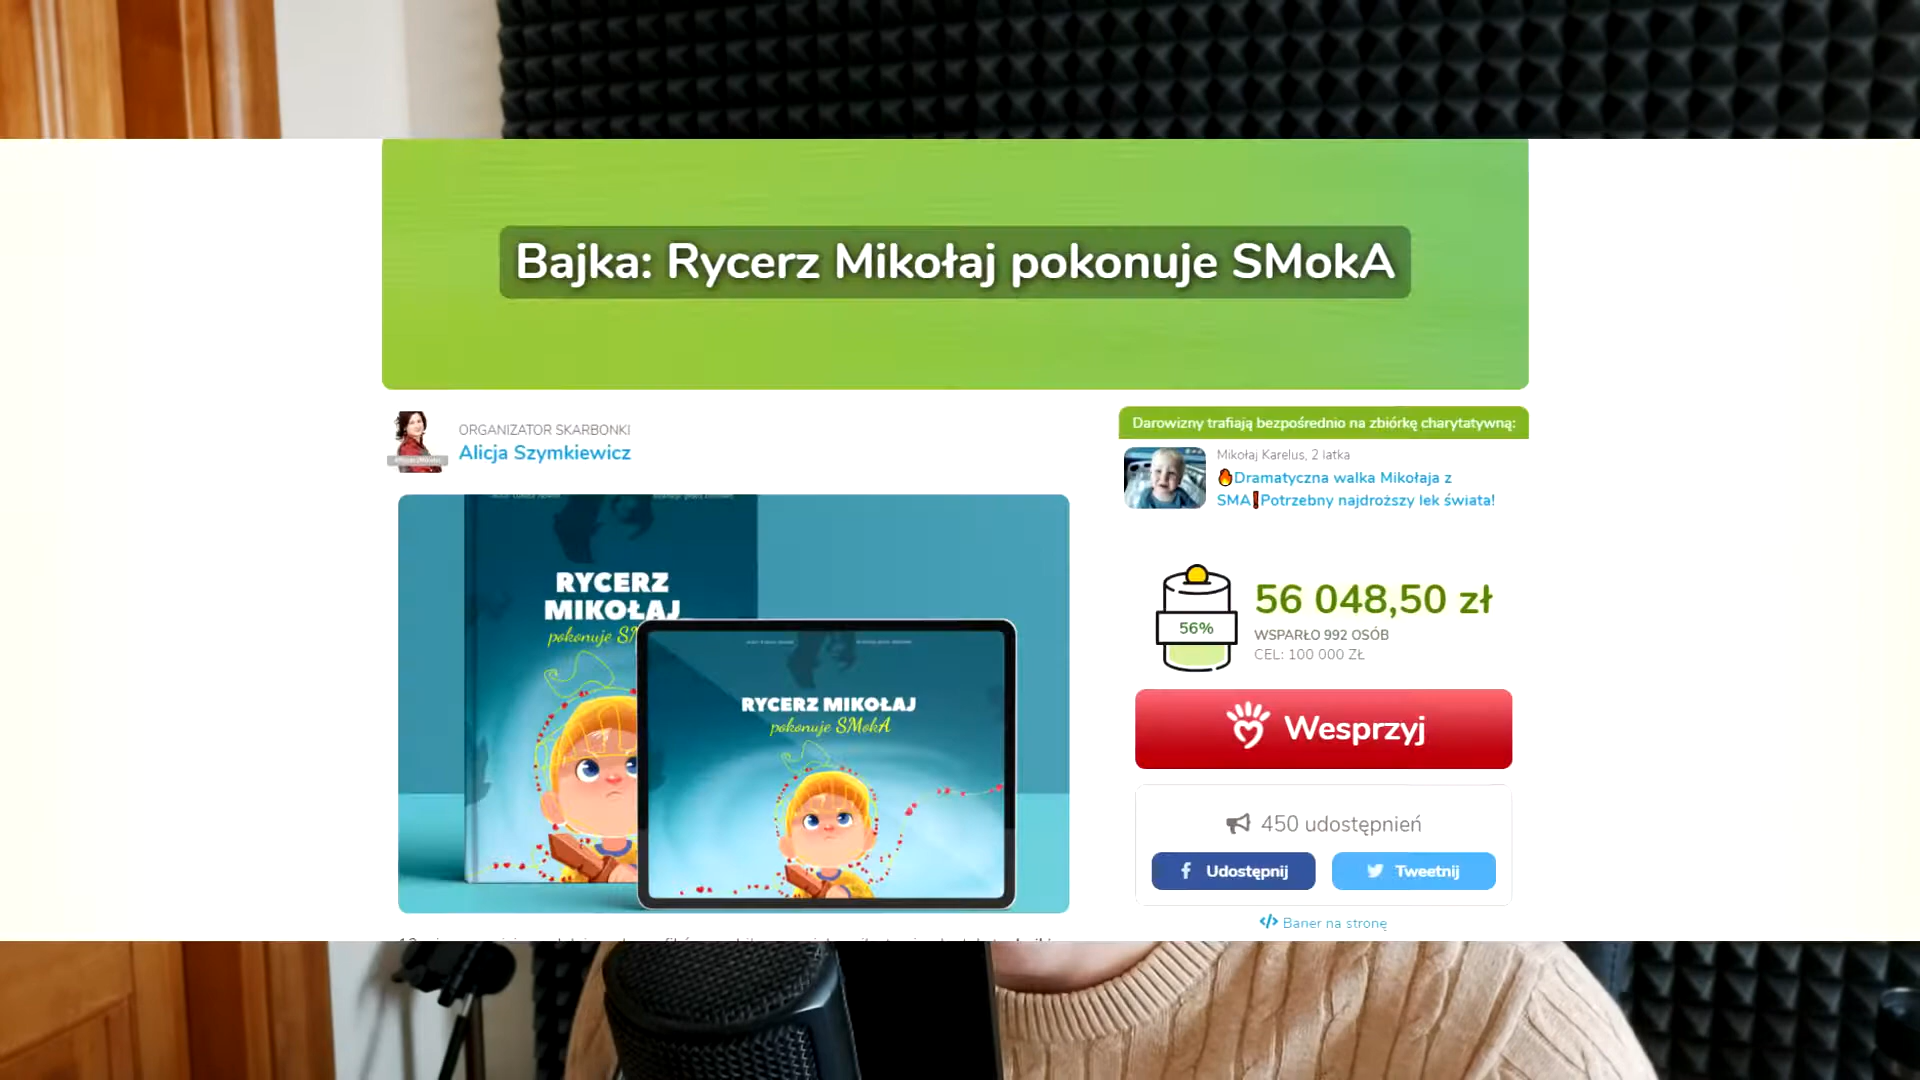 Bajka: Rycerz Mikołaj pokonuje SMokA
ORGANIZATOR SKARBONKI
Alicja Szymkiewicz
RYCERZ
MIKOŁAJ
pokonuje
RYCERZ MIKOŁAJ
pokonuje SMokA
Darowizny trafiają bezpośrednio na zbiórkę charytatywną:
Mikołaj Karelus, 2 latka
Dramatyczna walka Mikołaja z
SMA❗Potrzebny najdroższy lek świata!
56%
56 048,50 zł
WSPARŁO 992 OSÓB
CEL: 100 000 ZŁ
Wesprzyj
450 udostępnień
Udostępnij
Tweetnij
Baner na stronę